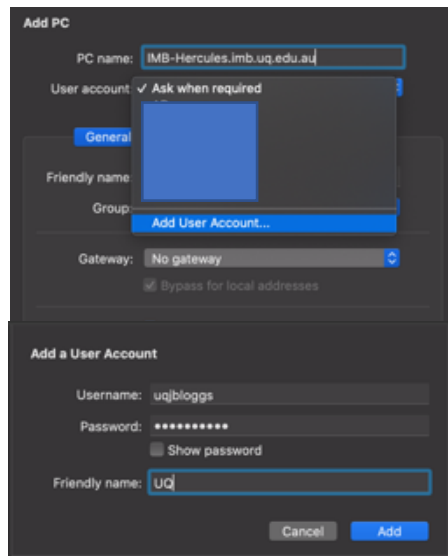 Add PC
PC name: IMB-Hercules.imb.uq.edu.au
User account ✓ Ask when required
General
Friendly name
Group:
Add User Account...
Gateway: No gateway
Bypass for local addresses
Add a User Account
Username: uqjbloggs
Password: ••••••••••
Show password
Friendly name: UQ
Cancel Add